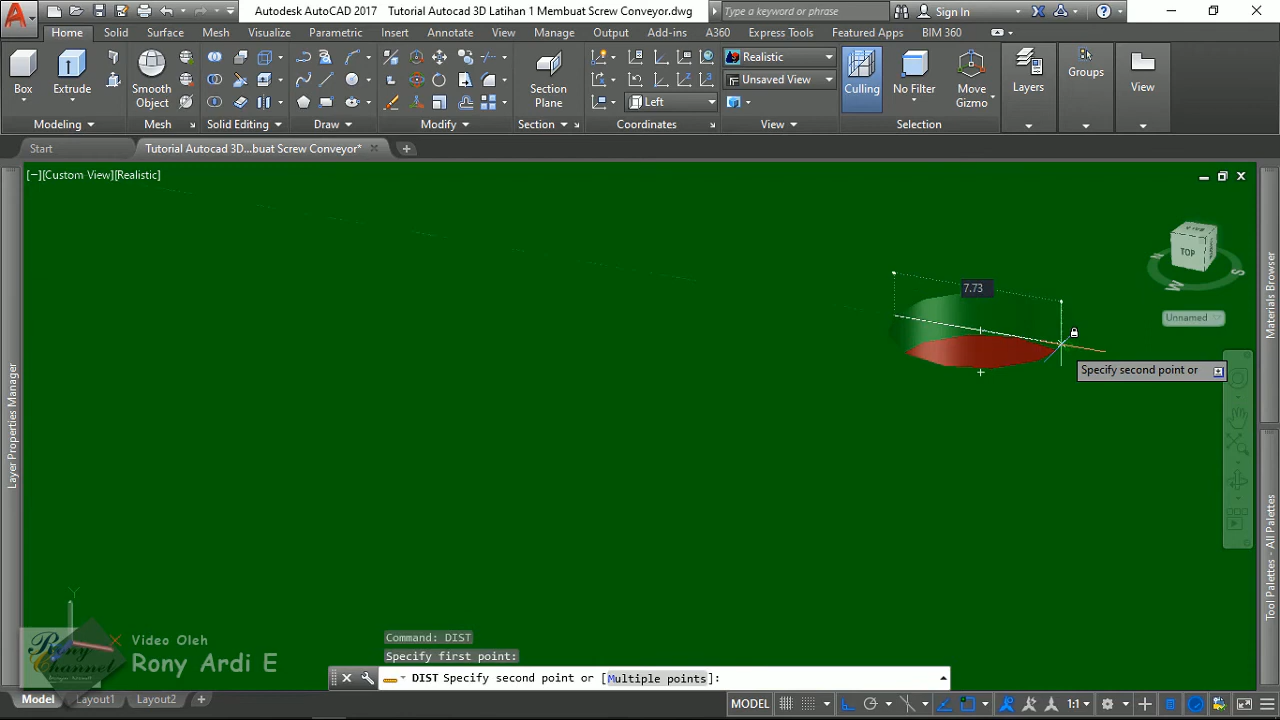 Autodesk AutoCAD 2017 Tutorial Autocad 3D Latihan 1 Membuat Screw Conveyor.dwg
Type a keyword or phrase
Sign In
Home Solid Surface Mesh Visualize Parametric Insert Annotate View Manage Output Add-ins A360 Express Tools Featured Apps BIM 360
Realistic
Unsaved View
Left
Box
Extrude
Smooth
Object
Section
Plane
Culling
No Filter
Move
Gizmo
Layers
Groups
View
Modeling
Mesh
Solid Editing
Draw
Modify
Section
Coordinates
View
Selection
Start
Tutorial Autocad 3D...buat Screw Conveyor*
[−][Custom View][Realistic]
TOP
W
S
Unnamed
7.73
Specify second point or
Layer Properties Manager
Materials Browser
Tool Palettes - All Palettes
Y
Rony
Channel
Video Oleh
Rony Ardi E
Command: DIST
Specify first point:
DIST Specify second point or [Multiple points]:
Model Layout1 Layout2
MODEL
1:1